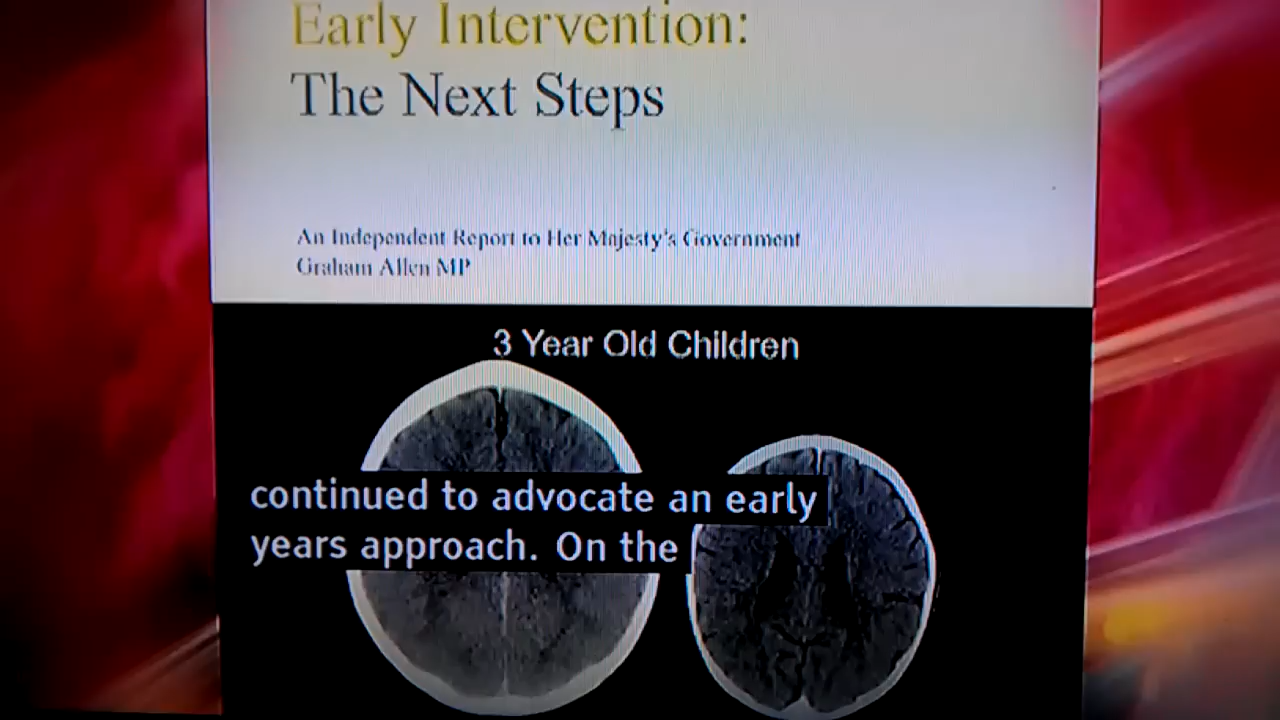 Early Intervention:
The Next Steps
An Independent Report to Her Majesty's Government
Graham Allen MP
3 Year Old Children
continued to advocate an early
years approach. On the